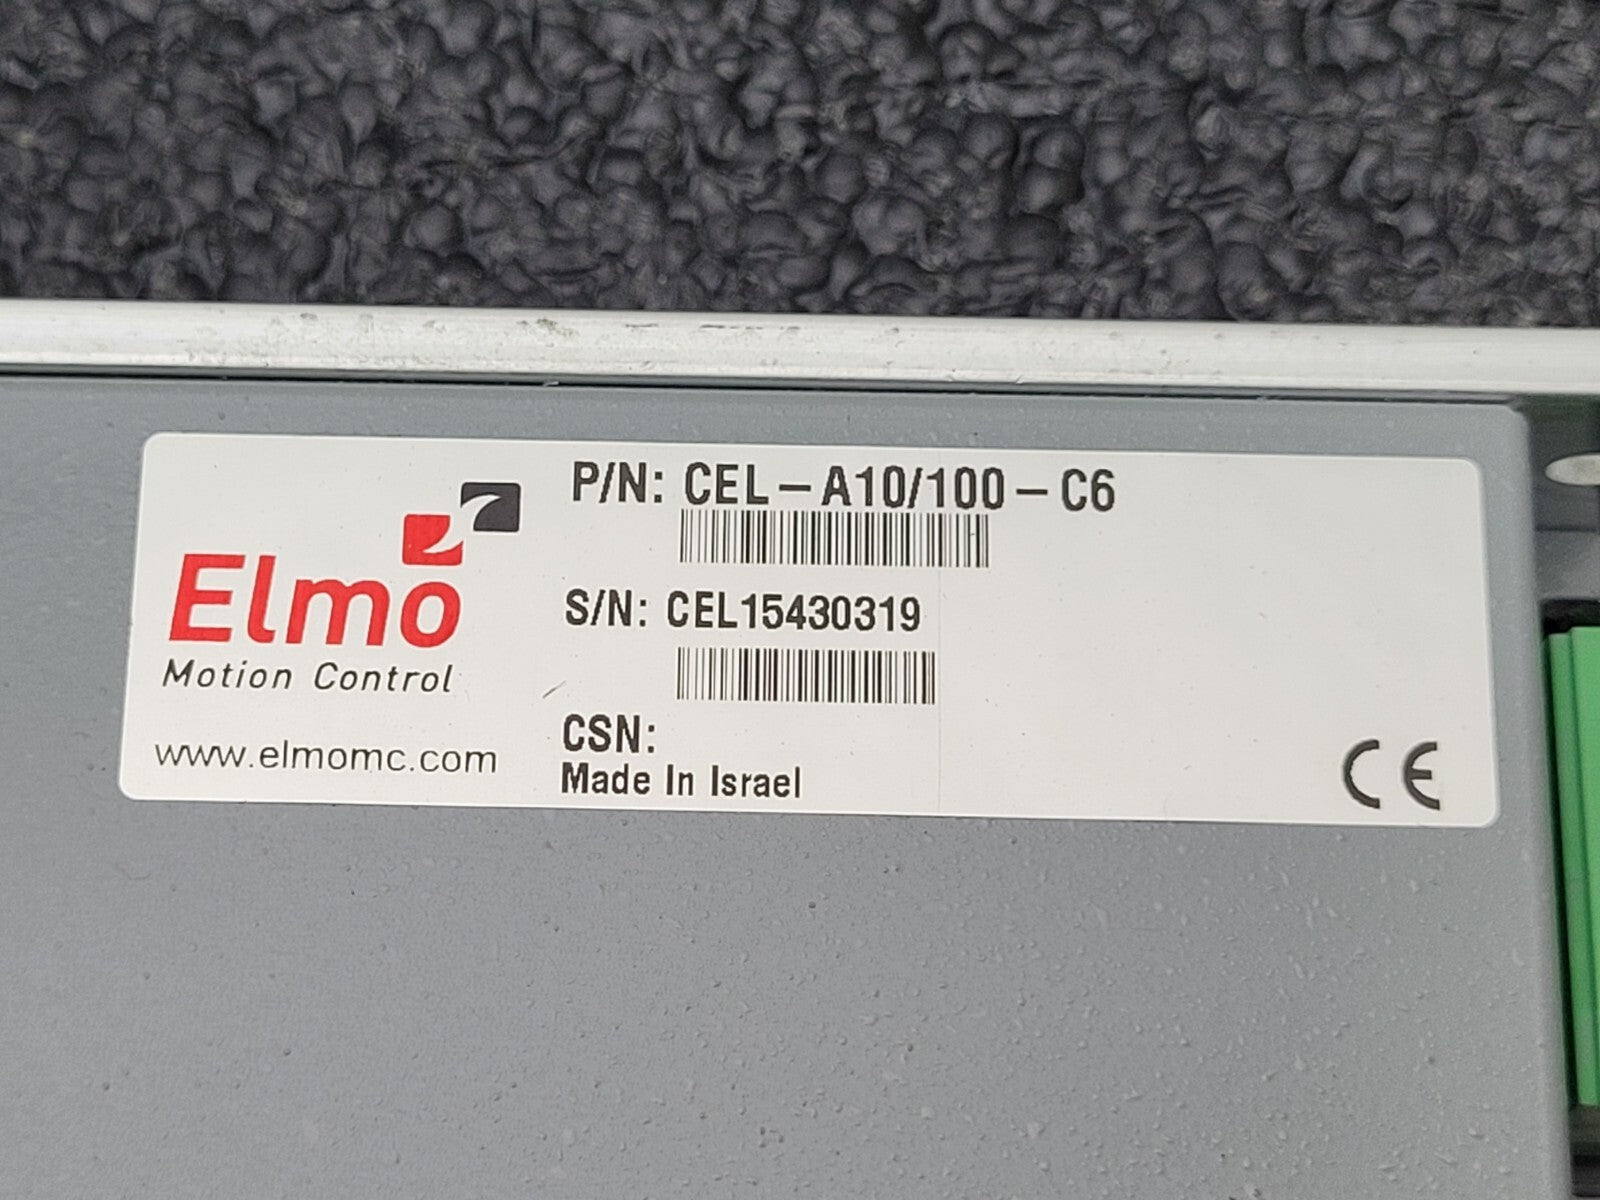 Elmo
Motion Control
www.elmomc.com
P/N: CEL-A10/100-C6
S/N: CEL15430319
CSN:
Made In Israel
CE